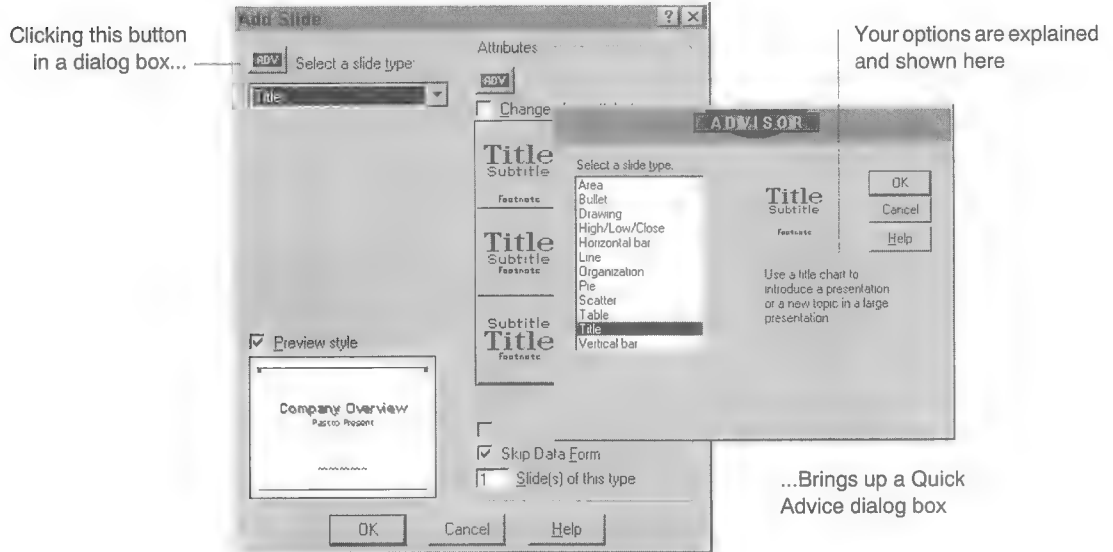 Clicking this button
in a dialog box...
Add Slide
ADV
Select a slide type:
Title
Attributes
ADV
Change
Title
Subtitle
Footnote
Title
Subtitle
Footnote
Subtitle
Title
Footnote
Preview style
Company Overview
Past to Present
Skip Data Form
1 Slide(s) of this type
OK
Cancel
Help
Your options are explained
and shown here
ADVISOR
Select a slide type.
Area
Bullet
Drawing
High/Low/Close
Horizontal bar
Line
Organization
Pie
Scatter
Table
Title
Vertical bar
Title
Subtitle
Footnote
Use a title chart to
introduce a presentation
or a new topic in a large
presentation
OK
Cancel
Help
...Brings up a Quick
Advice dialog box